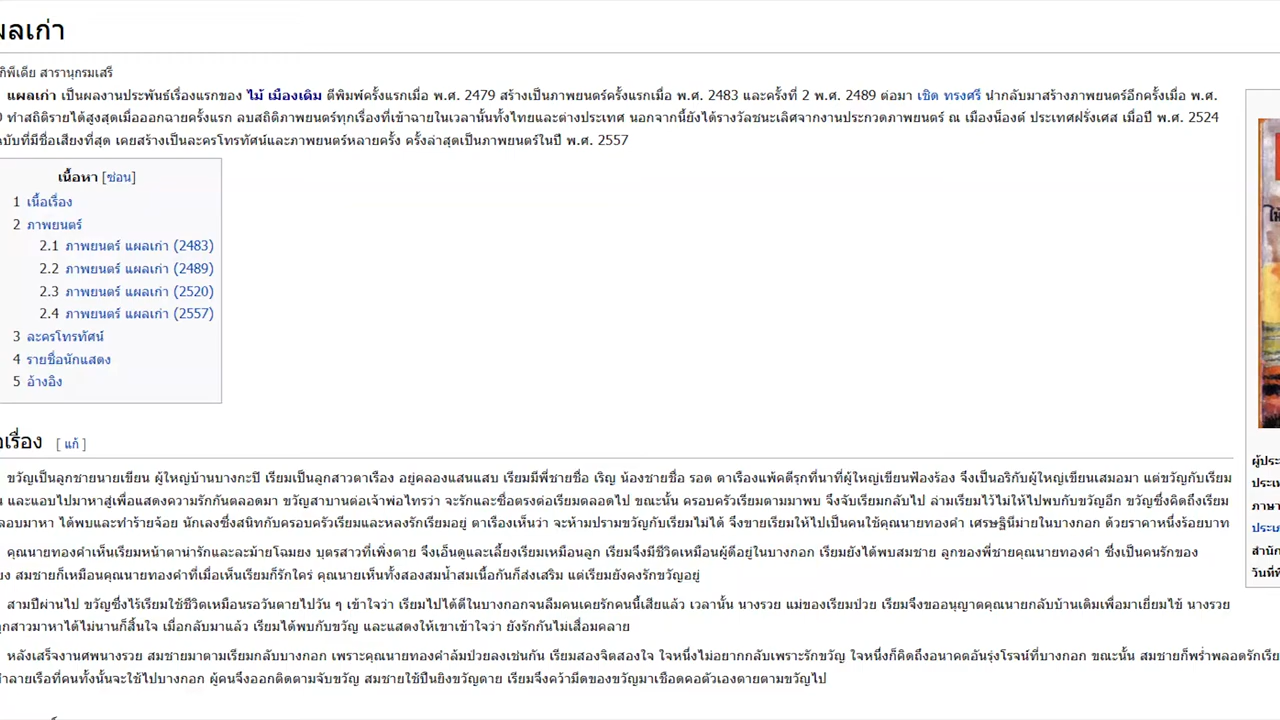 ผลเก่า
กิพีเดีย สารานุกรมเสรี
แผลเก่า เป็นผลงานประพันธ์เรื่องแรกของ ไม้ เมืองเดิม ตีพิมพ์ครั้งแรกเมื่อ พ.ศ. 2479 สร้างเป็นภาพยนตร์ครั้งแรกเมื่อ พ.ศ. 2483 และครั้งที่ 2 พ.ศ. 2489 ต่อมา เชิด ทรงศรี นำกลับมาสร้างภาพยนตร์อีกครั้งเมื่อ พ.ศ.
ทำสถิติรายได้สูงสุดเมื่อออกฉายครั้งแรก ลบสถิติภาพยนตร์ทุกเรื่องที่เข้าฉายในเวลานั้นทั้งไทยและต่างประเทศ นอกจากนี้ยังได้รางวัลชนะเลิศจากงานประกวดภาพยนตร์ ณ เมืองน็องต์ ประเทศฝรั่งเศส เมื่อปี พ.ศ. 2524
ฉบับที่มีชื่อเสียงที่สุด เคยสร้างเป็นละครโทรทัศน์และภาพยนตร์หลายครั้ง ครั้งล่าสุดเป็นภาพยนตร์ในปี พ.ศ. 2557
เนื้อหา [ซ่อน]
1 เนื้อเรื่อง
2 ภาพยนตร์
2.1 ภาพยนตร์ แผลเก่า (2483)
2.2 ภาพยนตร์ แผลเก่า (2489)
2.3 ภาพยนตร์ แผลเก่า (2520)
2.4 ภาพยนตร์ แผลเก่า (2557)
3 ละครโทรทัศน์
4 รายชื่อนักแสดง
5 อ้างอิง
อเรื่อง [ แก้ ]
ขวัญเป็นลูกชายนายเขียน ผู้ใหญ่บ้านบางกะปิ เรียมเป็นลูกสาวตาเรือง อยู่คลองแสนแสบ เรียมมีพี่ชายชื่อ เริญ น้องชายชื่อ รอด ตาเรืองแพ้คดีรุกที่นาที่ผู้ใหญ่เขียนฟ้องร้อง จึงเป็นอริกับผู้ใหญ่เขียนเสมอมา แต่ขวัญกับเรียม
และแอบไปมาหาสู่เพื่อแสดงความรักกันตลอดมา ขวัญสาบานต่อเจ้าพ่อไทรว่า จะรักและซื่อตรงต่อเรียมตลอดไป ขณะนั้น ครอบครัวเรียมตามมาพบ จึงจับเรียมกลับไป ล่ามเรียมไว้ไม่ให้ไปพบกับขวัญอีก ขวัญซึ่งคิดถึงเรียม
ลอบมาหา ได้พบและทำร้ายจ้อย นักเลงซึ่งสนิทกับครอบครัวเรียมและหลงรักเรียมอยู่ ตาเรืองเห็นว่า จะห้ามปรามขวัญกับเรียมไม่ได้ จึงขายเรียมให้ไปเป็นคนใช้คุณนายทองคำ เศรษฐินีม่ายในบางกอก ด้วยราคาหนึ่งร้อยบาท
คุณนายทองคำเห็นเรียมหน้าตาน่ารักและละม้ายโฉมยง บุตรสาวที่เพิ่งตาย จึงเอ็นดูและเลี้ยงเรียมเหมือนลูก เรียมจึงมีชีวิตเหมือนผู้ดีอยู่ในบางกอก เรียมยังได้พบสมชาย ลูกของพี่ชายคุณนายทองคำ ซึ่งเป็นคนรักของ
ยง สมชายก็เหมือนคุณนายทองคำที่เมื่อเห็นเรียมก็รักใคร่ คุณนายเห็นทั้งสองสมน้ำสมเนื้อกันก็ส่งเสริม แต่เรียมยังคงรักขวัญอยู่
สามปีผ่านไป ขวัญซึ่งไร้เรียมใช้ชีวิตเหมือนรอวันตายไปวัน ๆ เข้าใจว่า เรียมไปได้ดีในบางกอกจนลืมคนเคยรักคนนี้เสียแล้ว เวลานั้น นางรวย แม่ของเรียมป่วย เรียมจึงขออนุญาตคุณนายกลับบ้านเดิมเพื่อมาเยี่ยมไข้ นางรวย
ลูกสาวมาหาได้ไม่นานก็สิ้นใจ เมื่อกลับมาแล้ว เรียมได้พบกับขวัญ และแสดงให้เขาเข้าใจว่า ยังรักกันไม่เสื่อมคลาย
หลังเสร็จงานศพนางรวย สมชายมาตามเรียมกลับบางกอก เพราะคุณนายทองคำล้มป่วยลงเช่นกัน เรียมสองจิตสองใจ ใจหนึ่งไม่อยากกลับเพราะรักขวัญ ใจหนึ่งก็คิดถึงอนาคตอันรุ่งโรจน์ที่บางกอก ขณะนั้น สมชายก็พร่ำพลอดรักเรีย
ทำลายเรือที่คนทั้งนั้นจะใช้ไปบางกอก ผู้คนจึงออกติดตามจับขวัญ สมชายใช้ปืนยิงขวัญตาย เรียมจึงคว้ามีดของขวัญมาเชือดคอตัวเองตายตามขวัญไป
ไม้
ผู้ประ
ประเท
ภาษา
ประเภ
สำนัก
วันที่พิ